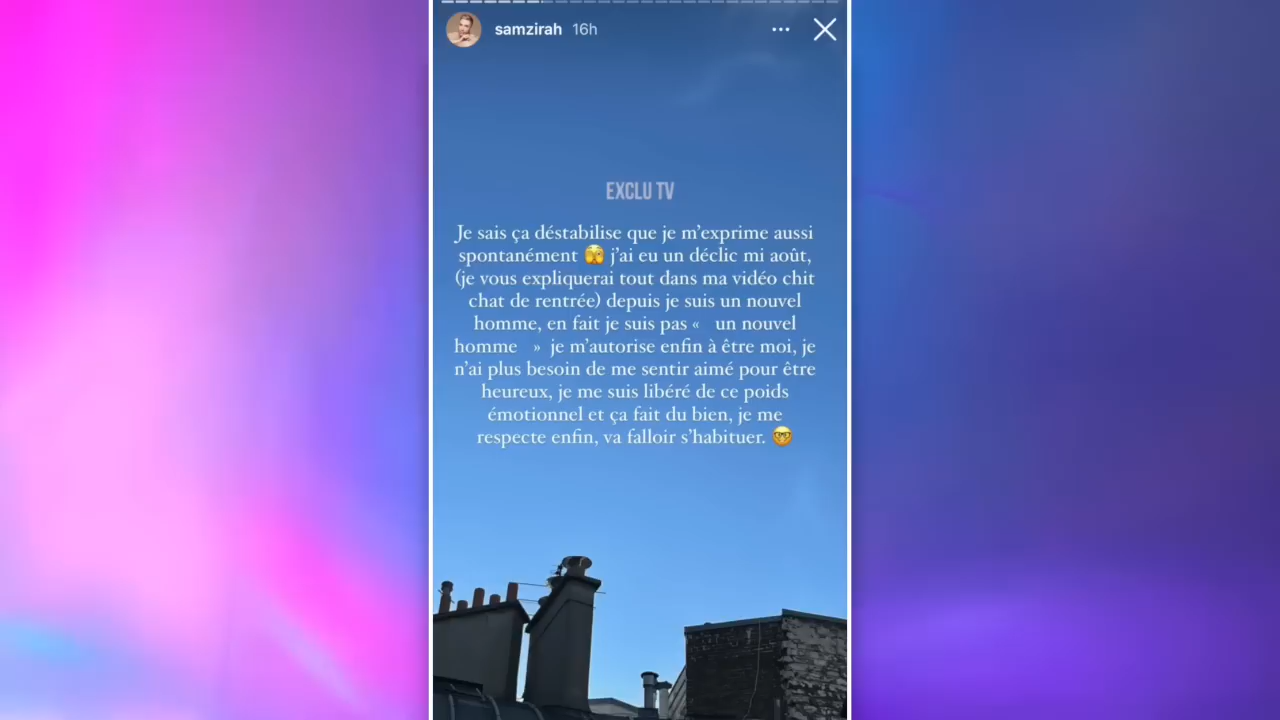 samzirah 16h
EXCLU TV
Je sais ça déstabilise que je m’exprime aussi
spontanément 🫣 j’ai eu un déclic mi août,
(je vous expliquerai tout dans ma vidéo chit
chat de rentrée) depuis je suis un nouvel
homme, en fait je suis pas « un nouvel
homme » je m’autorise enfin à être moi, je
n’ai plus besoin de me sentir aimé pour être
heureux, je me suis libéré de ce poids
émotionnel et ça fait du bien, je me
respecte enfin, va falloir s’habituer. 🤓